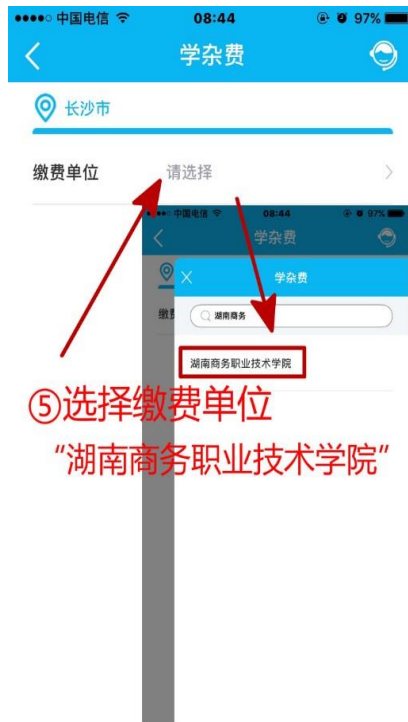 中国电信 08:44 97%
学杂费
长沙市
缴费单位 请选择
中国电信 08:44 97%
学杂费
学杂费
缴费
湖南商务
湖南商务职业技术学院
⑤选择缴费单位
“湖南商务职业技术学院”